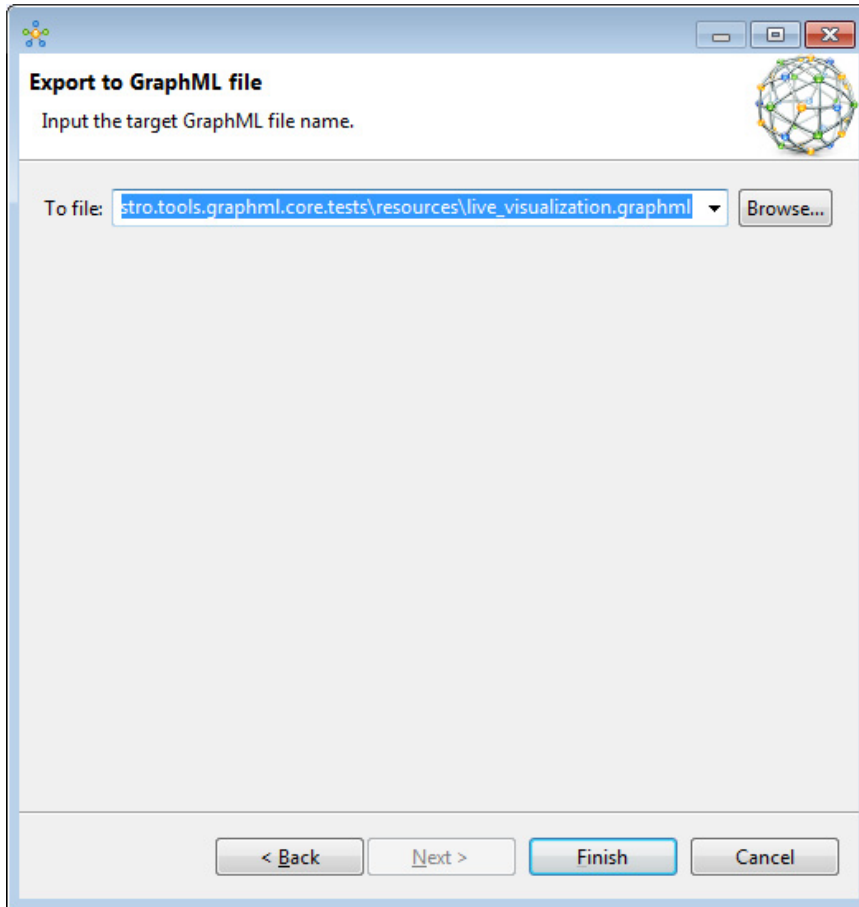 Export to GraphML file
Input the target GraphML file name.
To file: stro.tools.graphml.core.tests\resources\live_visualization.graphml Browse...
< Back Next > Finish Cancel